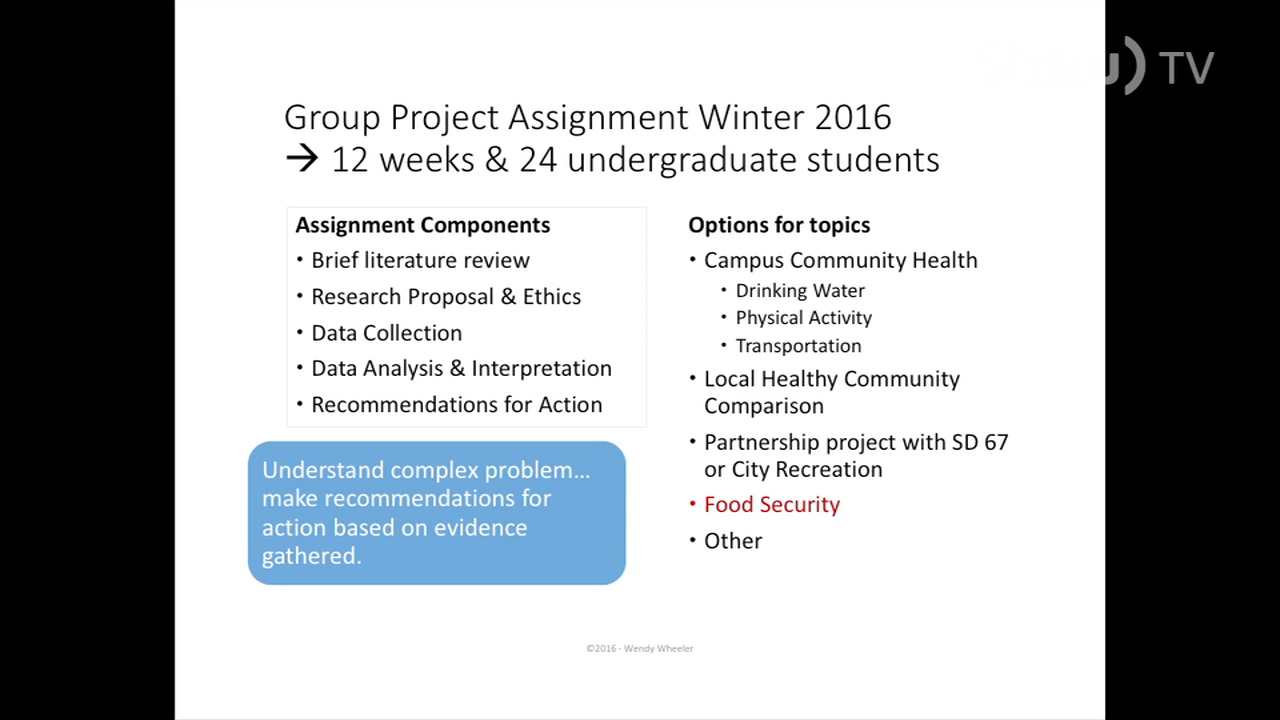 TV
Group Project Assignment Winter 2016
→ 12 weeks & 24 undergraduate students
Assignment Components
• Brief literature review
• Research Proposal & Ethics
• Data Collection
• Data Analysis & Interpretation
• Recommendations for Action
Understand complex problem...
make recommendations for
action based on evidence
gathered.
Options for topics
• Campus Community Health
• Drinking Water
• Physical Activity
• Transportation
• Local Healthy Community
Comparison
• Partnership project with SD 67
or City Recreation
• Food Security
• Other
©2016 - Wendy Wheeler